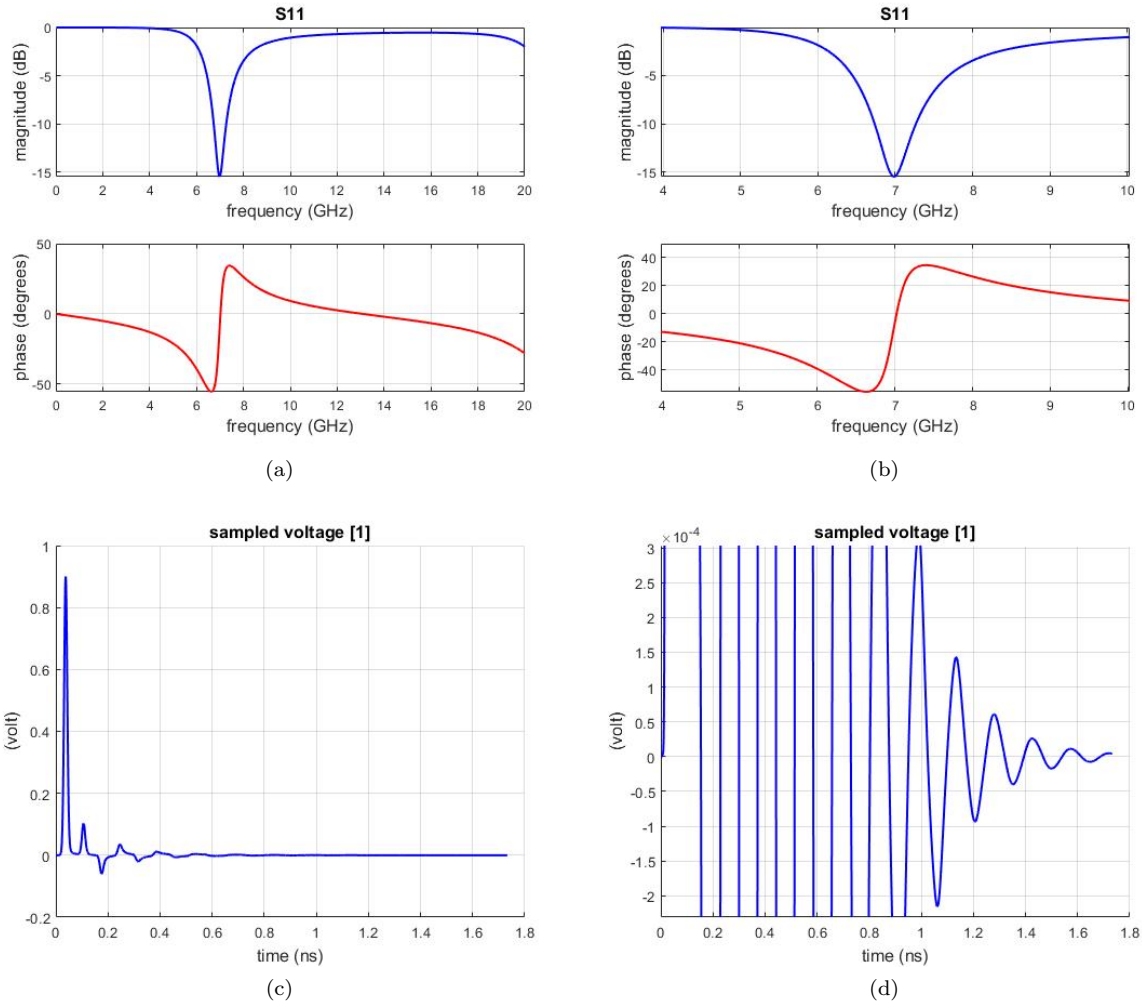 S11
magnitude (dB)
0
-5
-10
-15
0 2 4 6 8 10 12 14 16 18 20
frequency (GHz)
phase (degrees)
50
0
-50
0 2 4 6 8 10 12 14 16 18 20
frequency (GHz)
(a)
S11
magnitude (dB)
-5
-10
-15
4 5 6 7 8 9 10
frequency (GHz)
phase (degrees)
40
20
0
-20
-40
4 5 6 7 8 9 10
frequency (GHz)
(b)
sampled voltage [1]
(volt)
1
0.8
0.6
0.4
0.2
0
-0.2
0 0.2 0.4 0.6 0.8 1 1.2 1.4 1.6 1.8
time (ns)
(c)
×10⁻⁴
sampled voltage [1]
(volt)
3
2.5
2
1.5
1
0.5
0
-0.5
-1
-1.5
-2
0 0.2 0.4 0.6 0.8 1 1.2 1.4 1.6 1.8
time (ns)
(d)